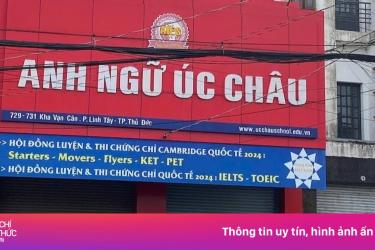 ANH NGỮ ÚC CHÂU
729 -731 Kha Vạn Cân . P. Linh Tây -TP.Thủ Đức
www.ucchauschool.edu.vn
>> HỘI ĐỒNG LUYỆN & THI CHỨNG CHỈ CAMBRIDGE QUỐC TẾ 2024 :
Starters - Movers - Flyers - KET - PET
>> HỘI ĐỒNG LUYỆN & THI CHỨNG CHỈ QUỐC TẾ 2024 : IELTS - TOEIC
CHÍ
THỨC
Thông tin uy tín, hình ảnh ấn